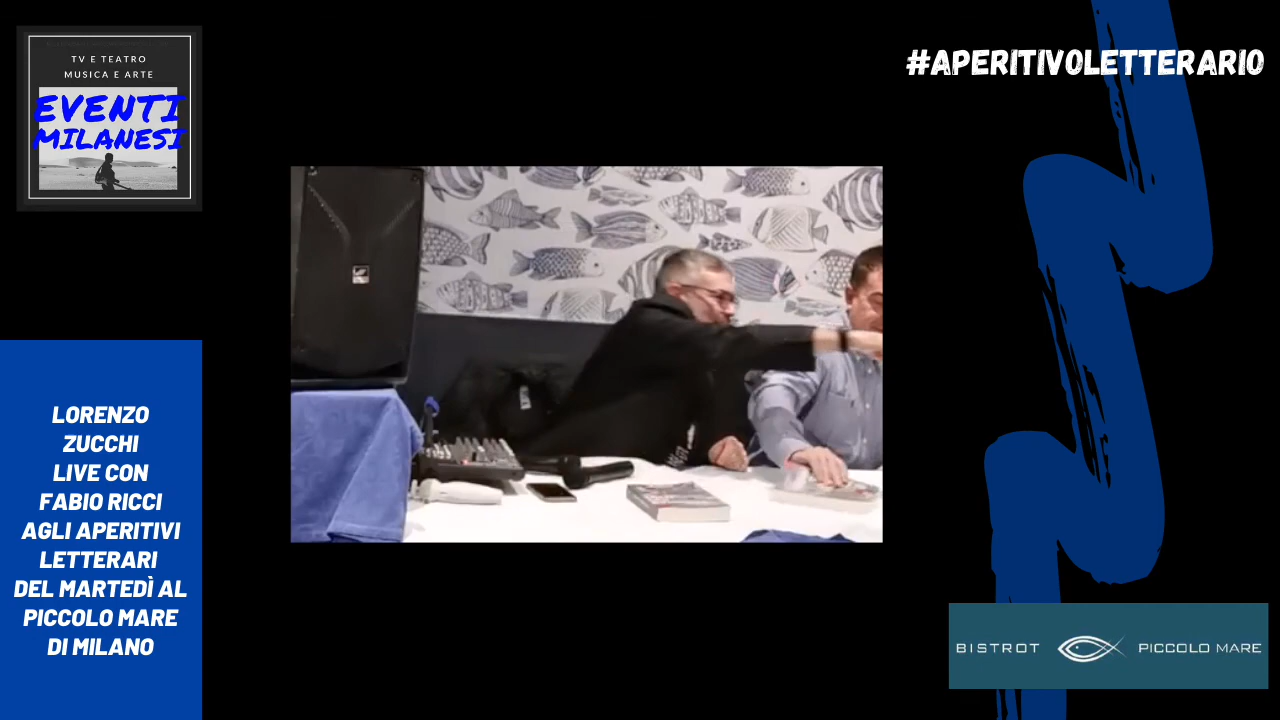 TV E TEATRO
MUSICA E ARTE
EVENTI
MILANESI
#APERITIVOLETTERARIO
LORENZO
ZUCCHI
LIVE CON
FABIO RICCI
AGLI APERITIVI
LETTERARI
DEL MARTEDÌ AL
PICCOLO MARE
DI MILANO
BISTROT PICCOLO MARE